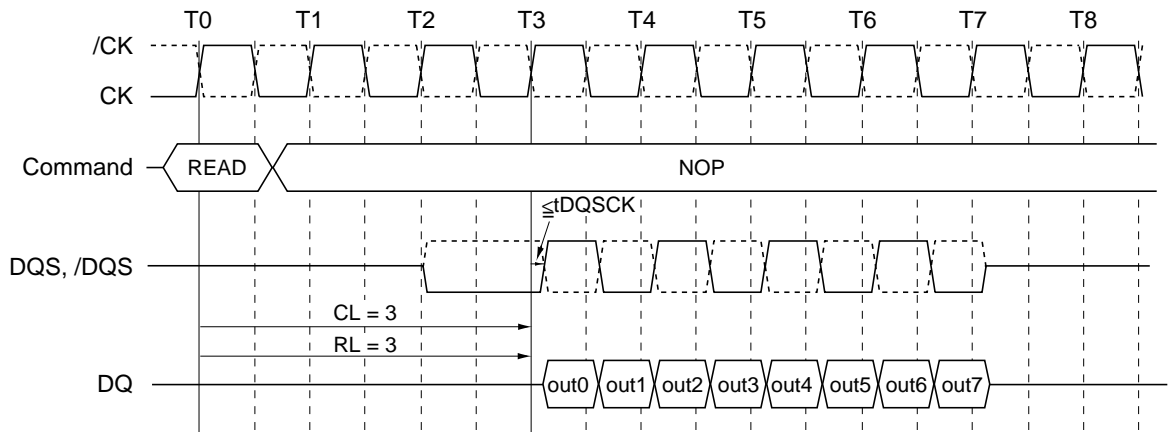 T0 T1 T2 T3 T4 T5 T6 T7 T8
/CK
CK
Command READ NOP
≦tDQSCK
DQS, /DQS
CL = 3
RL = 3
DQ out0 out1 out2 out3 out4 out5 out6 out7